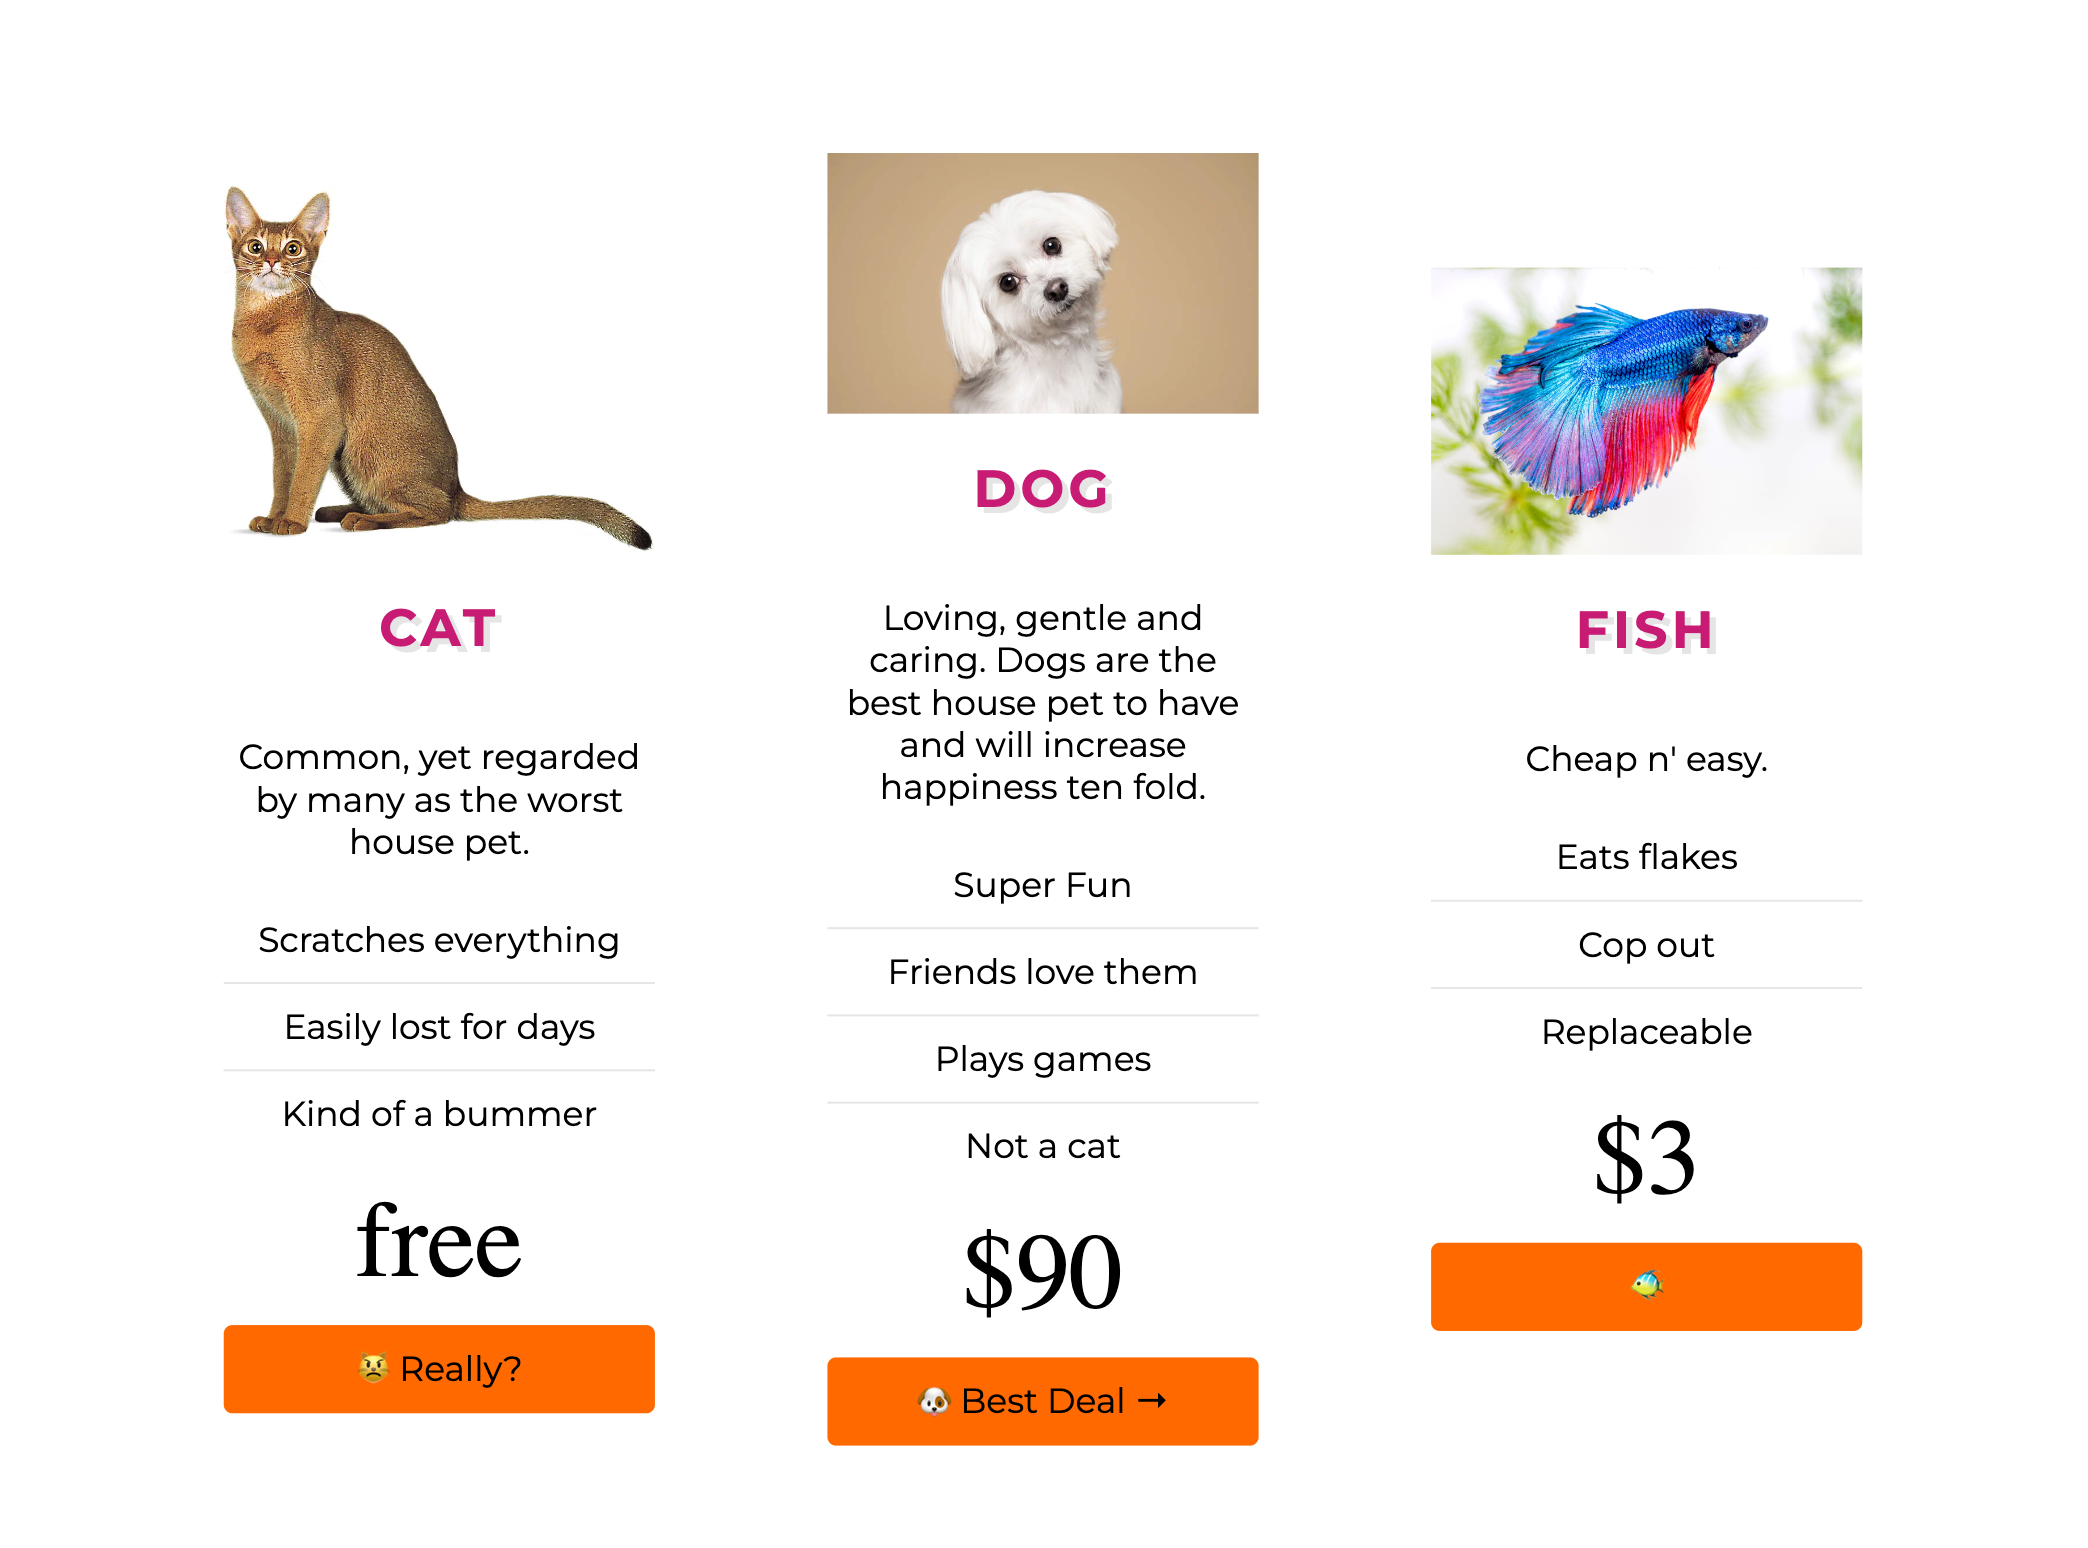 CAT
Common, yet regarded
by many as the worst
house pet.
Scratches everything
Easily lost for days
Kind of a bummer
free
😾 Really?
DOG
Loving, gentle and
caring. Dogs are the
best house pet to have
and will increase
happiness ten fold.
Super Fun
Friends love them
Plays games
Not a cat
$90
🐶 Best Deal →
FISH
Cheap n' easy.
Eats flakes
Cop out
Replaceable
$3
🐠